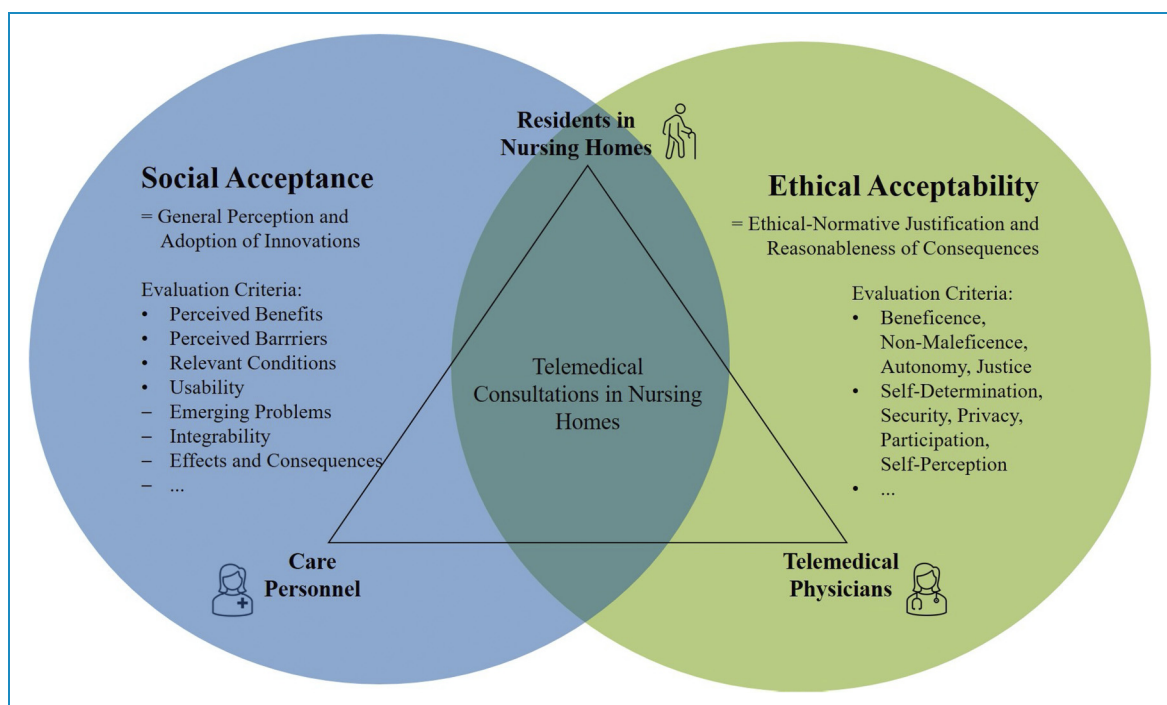 Residents in
Nursing Homes
Social Acceptance
= General Perception and
Adoption of Innovations
Evaluation Criteria:
• Perceived Benefits
• Perceived Barrriers
• Relevant Conditions
• Usability
– Emerging Problems
– Integrability
– Effects and Consequences
– ...
Ethical Acceptability
= Ethical-Normative Justification and
Reasonableness of Consequences
Evaluation Criteria:
• Beneficence,
Non-Maleficence,
Autonomy, Justice
• Self-Determination,
Security, Privacy,
Participation,
Self-Perception
• ...
Telemedical
Consultations in Nursing
Homes
Care
Personnel
Telemedical
Physicians